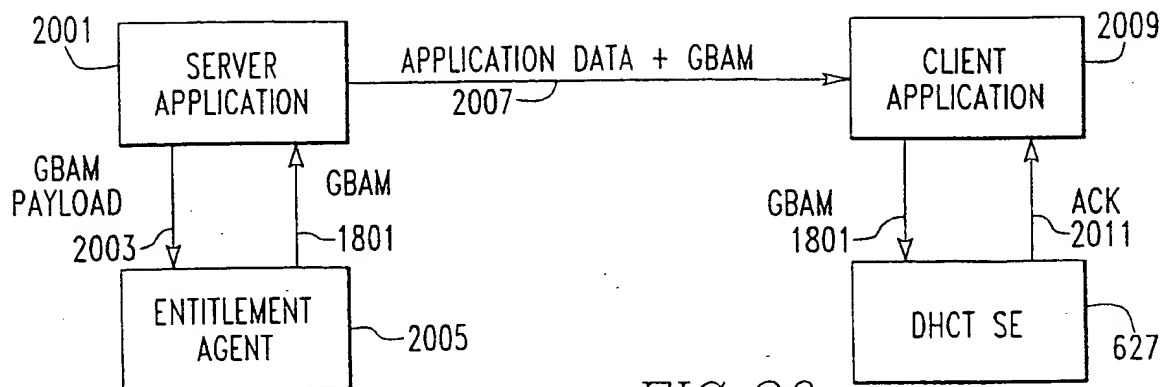 2001
SERVER
APPLICATION
APPLICATION DATA + GBAM
2007
2009
CLIENT
APPLICATION
GBAM
PAYLOAD
2003
GBAM
1801
GBAM
1801
ACK
2011
ENTITLEMENT
AGENT
2005
DHCT SE
627